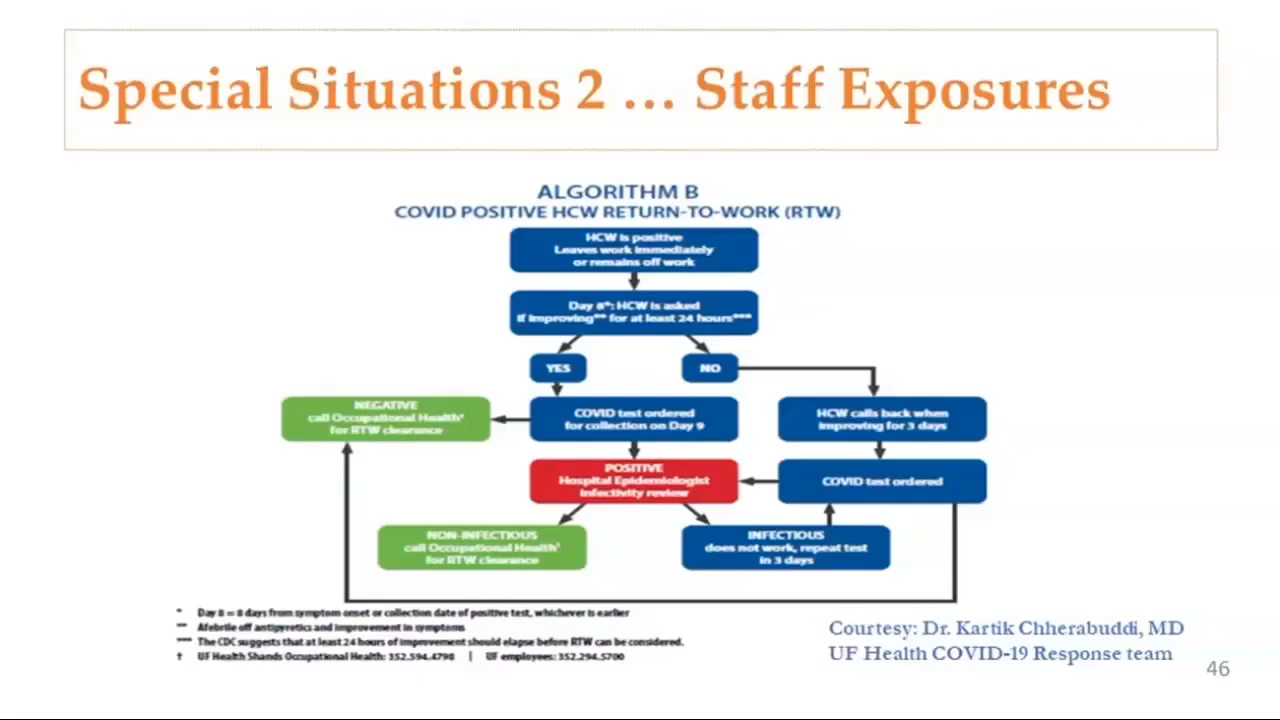 Special Situations 2 … Staff Exposures
ALGORITHM B
COVID POSITIVE HCW RETURN-TO-WORK (RTW)
HCW is positive
Leaves work immediately
or remains off work
Day 8*: HCW is asked
if improving** for at least 24 hours***
YES
NO
NEGATIVE
call Occupational Health†
for RTW clearance
COVID test ordered
for collection on Day 9
HCW calls back when
improving for 3 days
POSITIVE
Hospital Epidemiologist
infectivity review
COVID test ordered
NON-INFECTIOUS
call Occupational Health†
for RTW clearance
INFECTIOUS
does not work, repeat test
in 3 days
* Day 8 = 8 days from symptom onset or collection date of positive test, whichever is earlier
** Afebrile off antipyretics and improvement in symptoms
*** The CDC suggests that at least 24 hours of improvement should elapse before RTW can be considered.
† UF Health Shands Occupational Health: 352.594.4798 | UF employees: 352.294.5700
Courtesy: Dr. Kartik Chherabuddi, MD
UF Health COVID-19 Response team
46